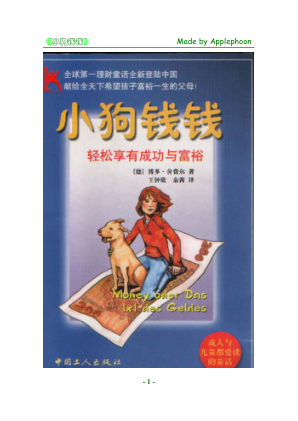 《小狗钱钱》 Made by Applephoon
全球第一理财童话全新登陆中国
献给全天下希望孩子富裕一生的父母!
小狗钱钱
轻松享有成功与富裕
[德] 博多·舍费尔 著
王钟欣 余茜 译
Money oder Das
1x1 des Geldes
成人与
儿童都爱读
的童话
中国工人出版社
- 1 -